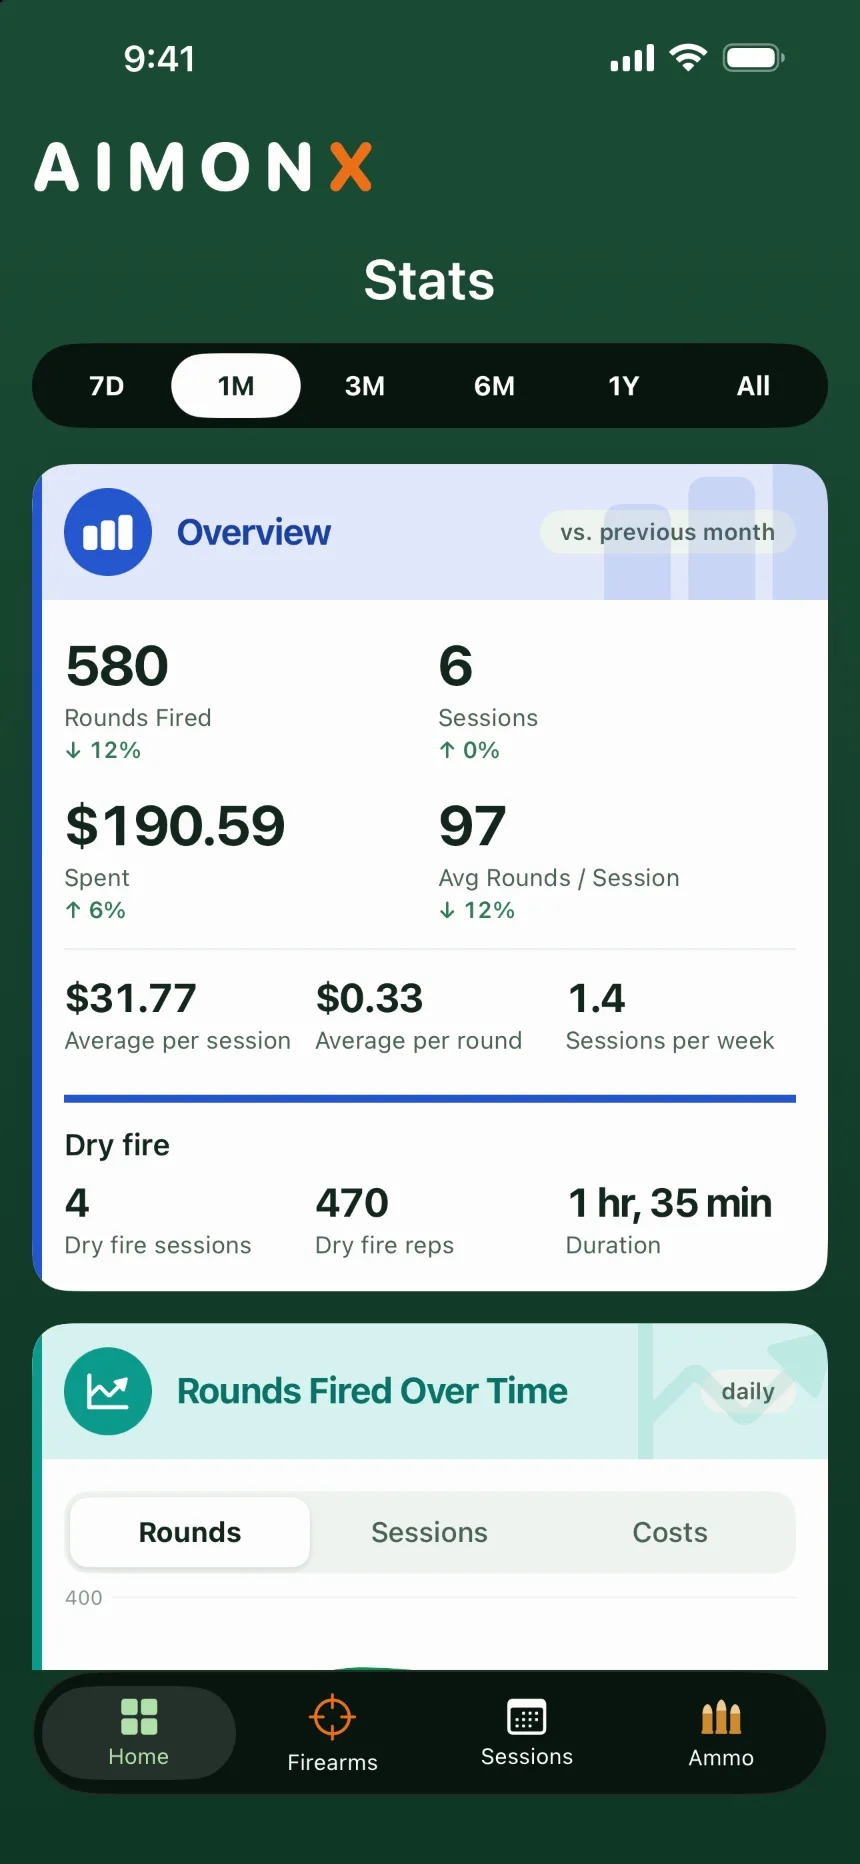 9:41
AIMONX
Stats
7D 1M 3M 6M 1Y All
Overview vs. previous month
580 6
Rounds Fired Sessions
↓ 12% ↑ 0%
$190.59 97
Spent Avg Rounds / Session
↑ 6% ↓ 12%
$31.77 $0.33 1.4
Average per session Average per round Sessions per week
Dry fire
4 470 1 hr, 35 min
Dry fire sessions Dry fire reps Duration
Rounds Fired Over Time daily
Rounds Sessions Costs
400
Home Firearms Sessions Ammo